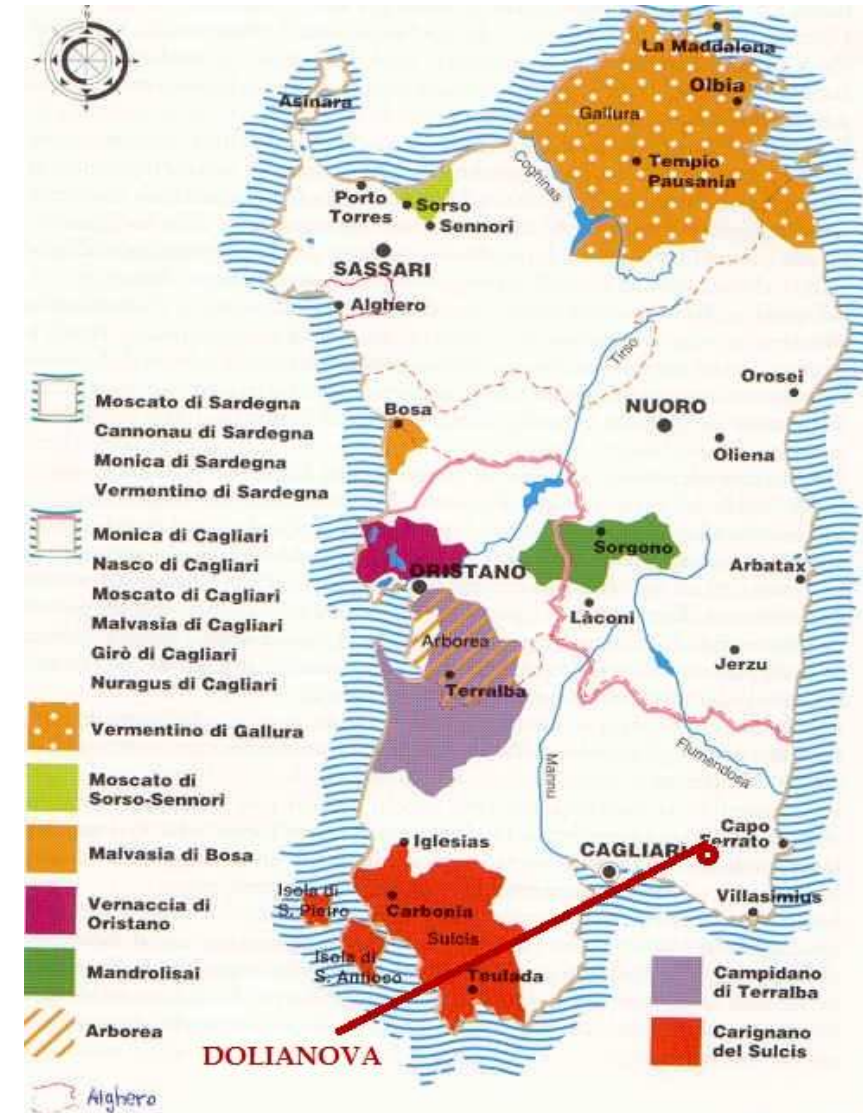 La Maddalena
Olbia
Asinara
Gallura
Tempio
Pausania
Coghinas
Porto
Torres
Sorso
Sennori
SASSARI
Alghero
Tirso
Orosei
NUORO
Bosa
Oliena
Moscato di Sardegna
Cannonau di Sardegna
Monica di Sardegna
Vermentino di Sardegna
Monica di Cagliari
Nasco di Cagliari
Moscato di Cagliari
Malvasia di Cagliari
Girò di Cagliari
Nuragus di Cagliari
Sorgono
ORISTANO
Arbatax
Làconi
Arborea
Jerzu
Terralba
Vermentino di Gallura
Flumendosa
Mannu
Moscato di
Sorso-Sennori
Malvasia di Bosa
Iglesias
CAGLIARI
Capo
Ferrato
Villasimius
Isola di
S. Pietro
Carbonia
Sulcis
Isola di
S. Antioco
Teulada
Vernaccia di
Oristano
Mandrolisai
Arborea
Campidano
di Terralba
Carignano
del Sulcis
DOLIANOVA
Alghero